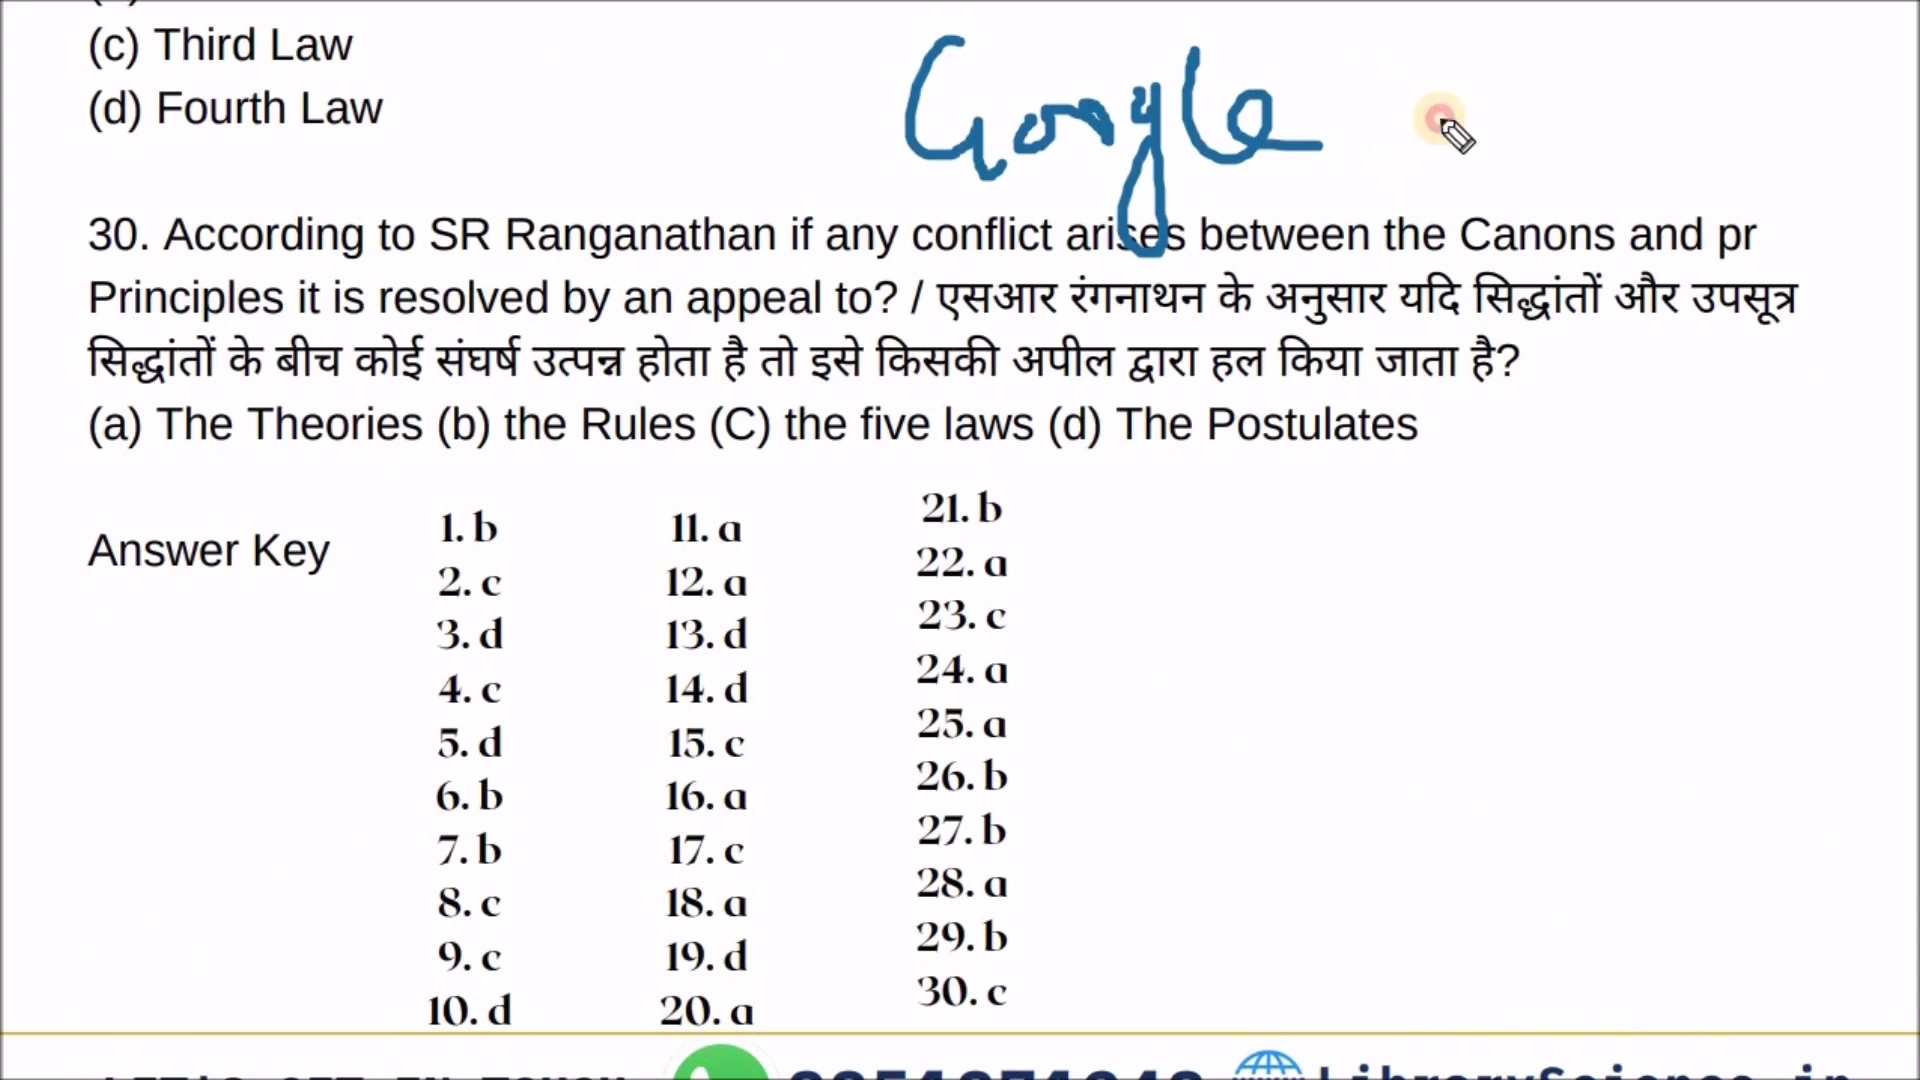 (c) Third Law
(d) Fourth Law
Google
30. According to SR Ranganathan if any conflict arises between the Canons and pr
Principles it is resolved by an appeal to? / एसआर रंगनाथन के अनुसार यदि सिद्धांतों और उपसूत्र
सिद्धांतों के बीच कोई संघर्ष उत्पन्न होता है तो इसे किसकी अपील द्वारा हल किया जाता है?
(a) The Theories (b) the Rules (C) the five laws (d) The Postulates
Answer Key
1. b
2. c
3. d
4. c
5. d
6. b
7. b
8. c
9. c
10. d
11. a
12. a
13. d
14. d
15. c
16. a
17. c
18. a
19. d
20. a
21. b
22. a
23. c
24. a
25. a
26. b
27. b
28. a
29. b
30. c